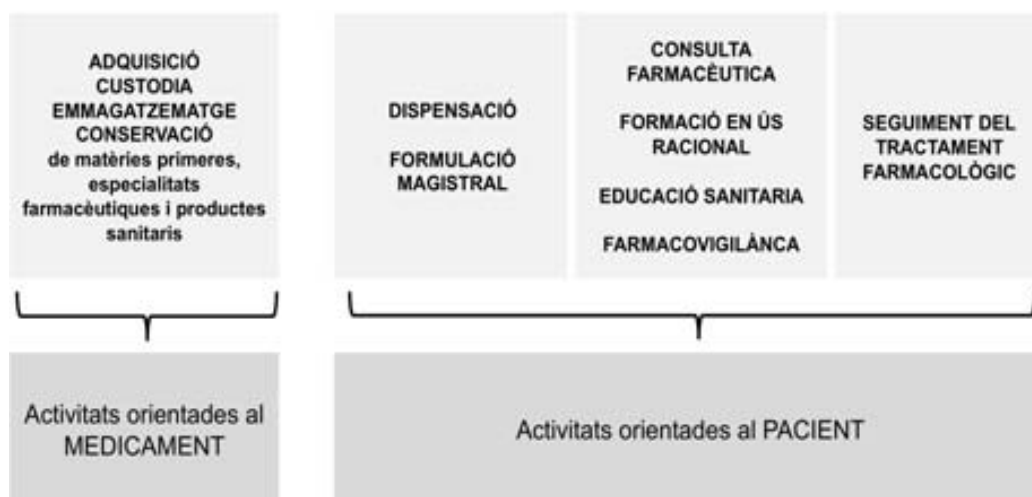 ADQUISICIÓ
CUSTODIA
EMMAGATZEMATGE
CONSERVACIÓ
de matèries primeres,
especialitats
farmacèutiques i productes
sanitaris
DISPENSACIÓ
FORMULACIÓ
MAGISTRAL
CONSULTA
FARMACÈUTICA
FORMACIÓ EN ÚS
RACIONAL
EDUCACIÓ SANITARIA
FARMACOVIGILÀNCA
SEGUIMENT DEL
TRACTAMENT
FARMACOLÒGIC
Activitats orientades al
MEDICAMENT
Activitats orientades al PACIENT